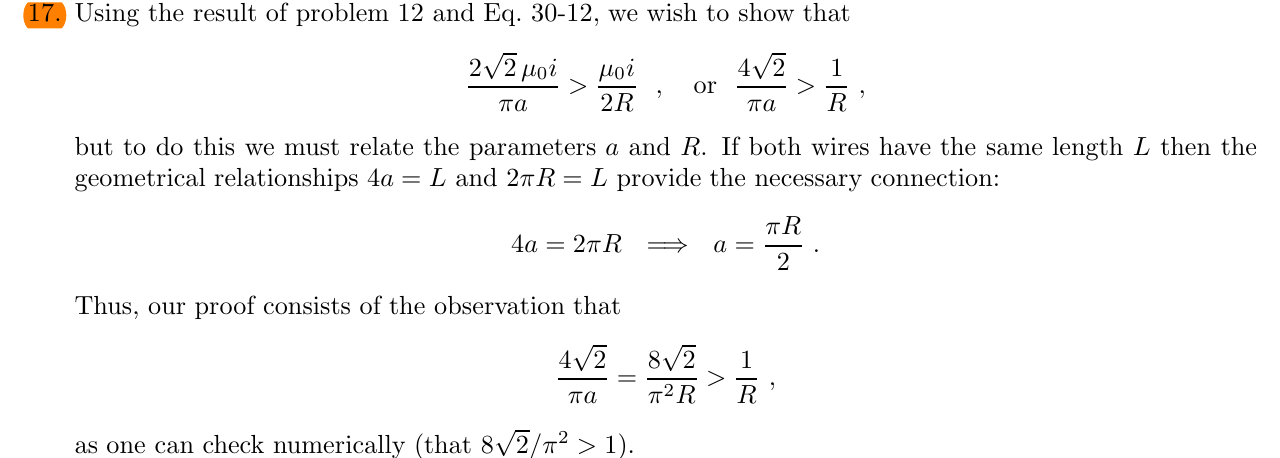 17. Using the result of problem 12 and Eq. 30-12, we wish to show that
2√2 μ₀i / πa > μ₀i / 2R , or 4√2 / πa > 1 / R ,
but to do this we must relate the parameters a and R. If both wires have the same length L then the
geometrical relationships 4a = L and 2πR = L provide the necessary connection:
4a = 2πR ⟹ a = πR / 2 .
Thus, our proof consists of the observation that
4√2 / πa = 8√2 / π²R > 1 / R ,
as one can check numerically (that 8√2/π² > 1).